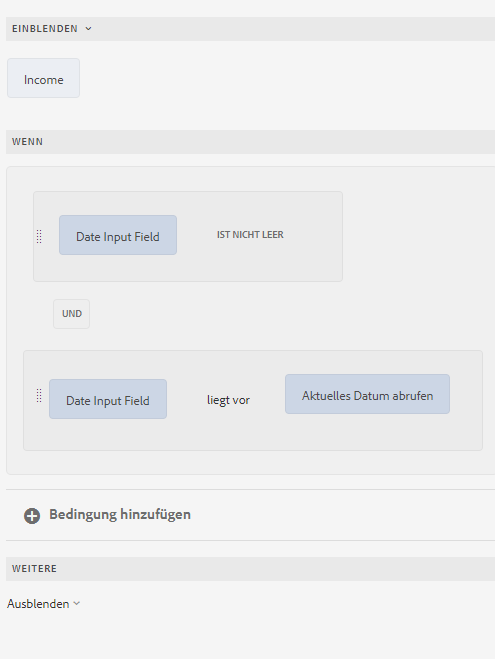 EINBLENDEN
Income
WENN
Date Input Field IST NICHT LEER
UND
Date Input Field liegt vor Aktuelles Datum abrufen
Bedingung hinzufügen
WEITERE
Ausblenden